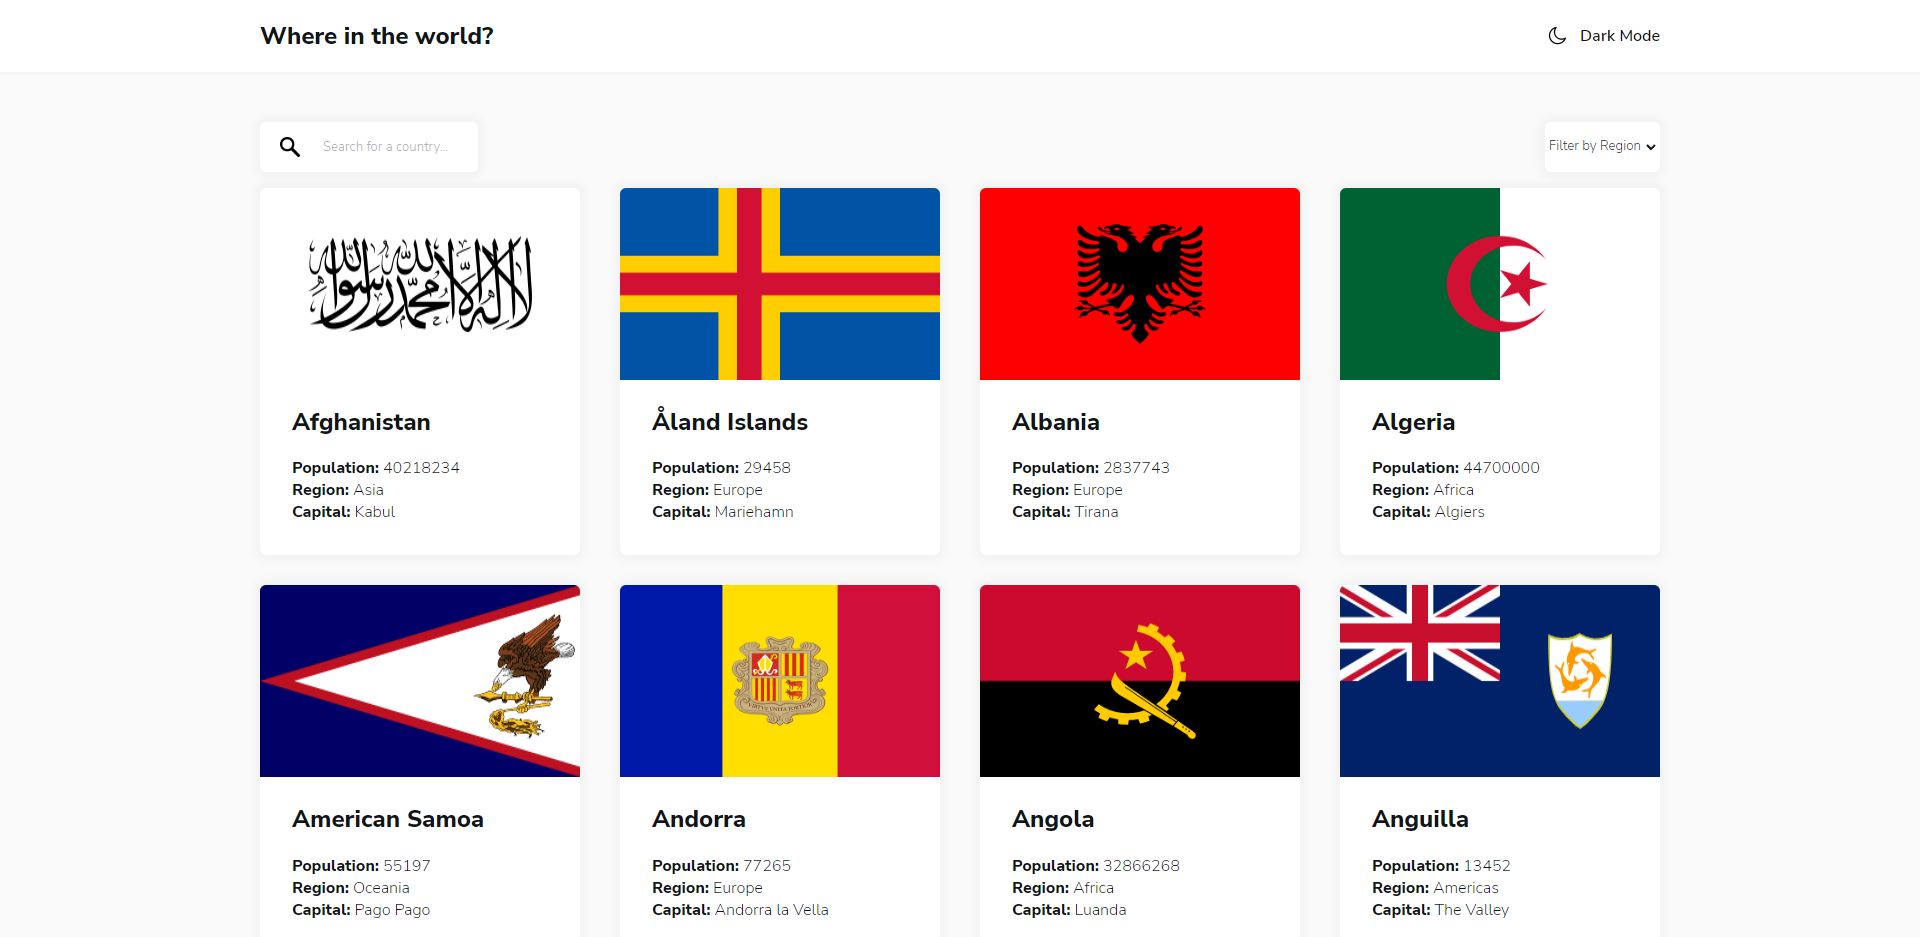 Where in the world?
Dark Mode
Search for a country...
Filter by Region
لا إله إلا الله محمد رسول الله
Afghanistan
Population: 40218234
Region: Asia
Capital: Kabul
Åland Islands
Population: 29458
Region: Europe
Capital: Mariehamn
Albania
Population: 2837743
Region: Europe
Capital: Tirana
Algeria
Population: 44700000
Region: Africa
Capital: Algiers
American Samoa
Population: 55197
Region: Oceania
Capital: Pago Pago
VIRTVS VNITA FORTIOR
Andorra
Population: 77265
Region: Europe
Capital: Andorra la Vella
Angola
Population: 32866268
Region: Africa
Capital: Luanda
Anguilla
Population: 13452
Region: Americas
Capital: The Valley